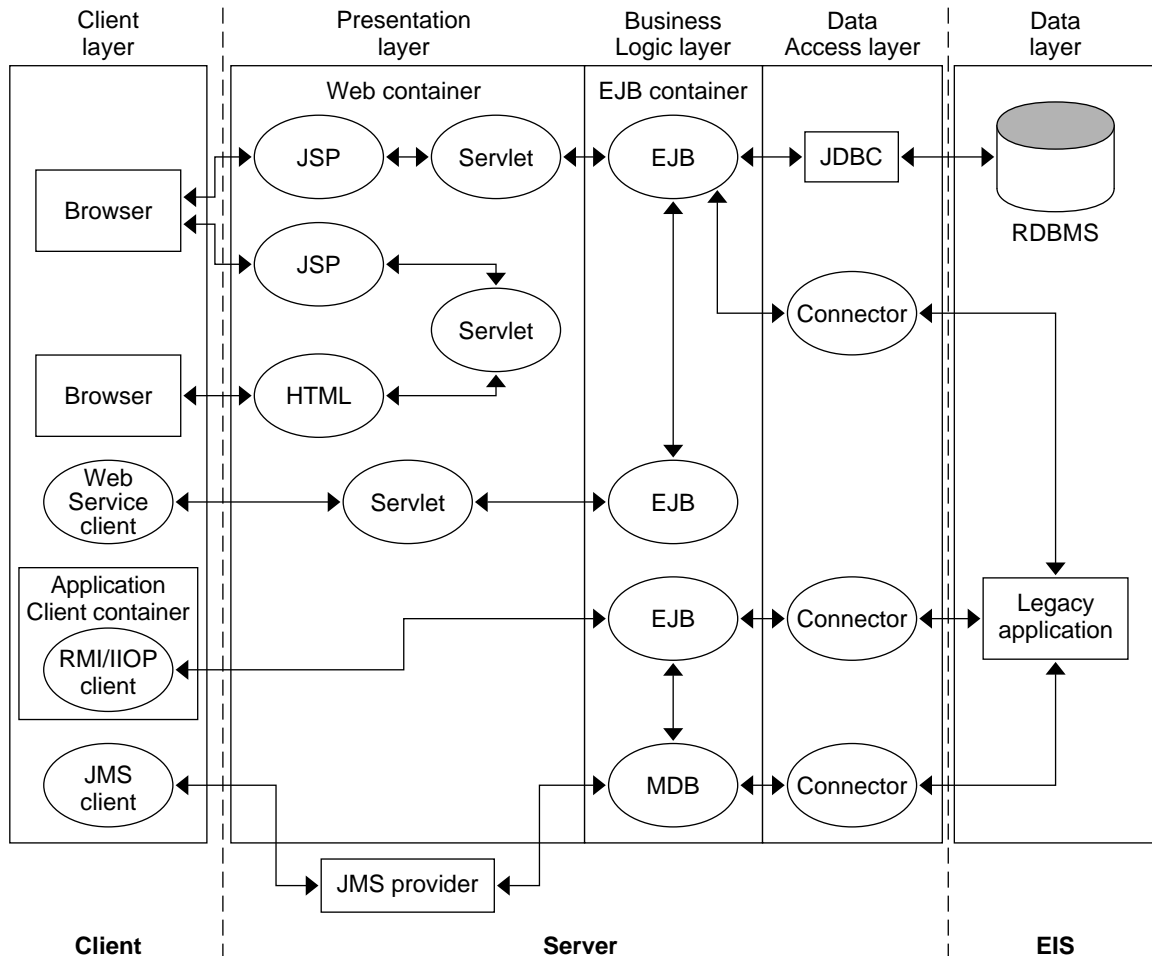 Client
layer
Presentation
layer
Business
Logic layer
Data
Access layer
Data
layer
Web container
EJB container
JSP
Servlet
EJB
JDBC
RDBMS
Browser
JSP
Servlet
Connector
Browser
HTML
Web
Service
client
Servlet
EJB
Application
Client container
RMI/IIOP
client
EJB
Connector
Legacy
application
JMS
client
MDB
Connector
JMS provider
Client
Server
EIS